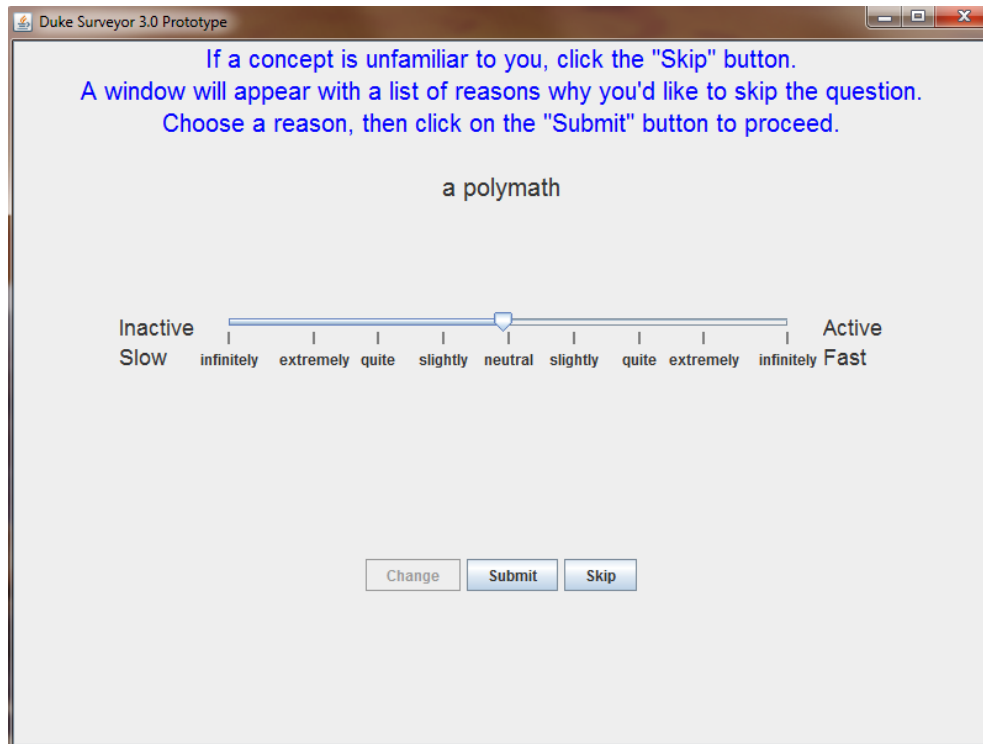 Duke Surveyor 3.0 Prototype
If a concept is unfamiliar to you, click the "Skip" button.
A window will appear with a list of reasons why you'd like to skip the question.
Choose a reason, then click on the "Submit" button to proceed.
a polymath
Inactive Active
Slow infinitely extremely quite slightly neutral slightly quite extremely infinitely Fast
Change Submit Skip